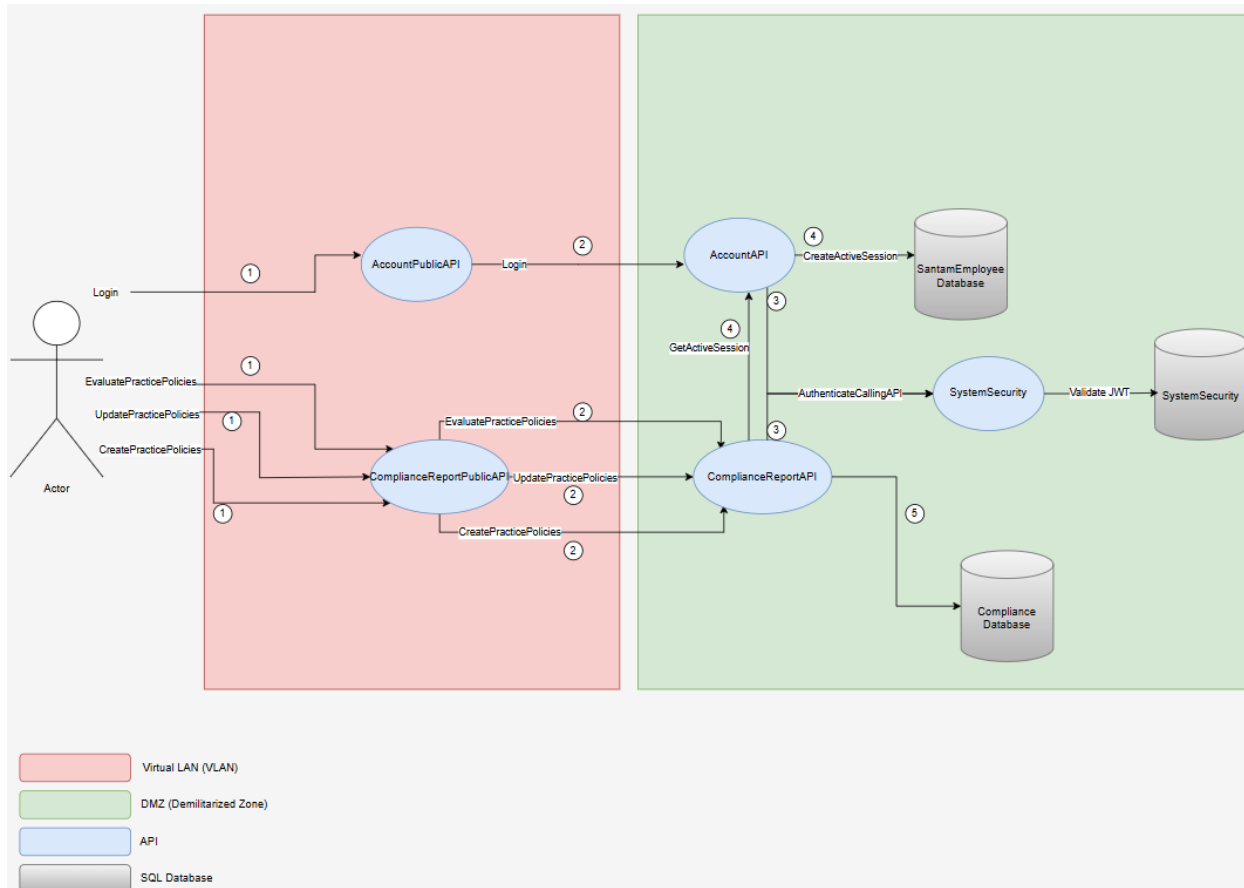 Login
1
AccountPublicAPI
Login
2
AccountAPI
4
CreateActiveSession
SantamEmployee
Database
3
4
GetActiveSession
Actor
EvaluatePracticePolicies
1
UpdatePracticePolicies
1
CreatePracticePolicies
1
ComplianceReportPublicAPI
EvaluatePracticePolicies
2
UpdatePracticePolicies
2
CreatePracticePolicies
2
AuthenticateCallingAPI
3
ComplianceReportAPI
SystemSecurity
Validate JWT
SystemSecurity
5
Compliance
Database
Virtual LAN (VLAN)
DMZ (Demilitarized Zone)
API
SQL Database